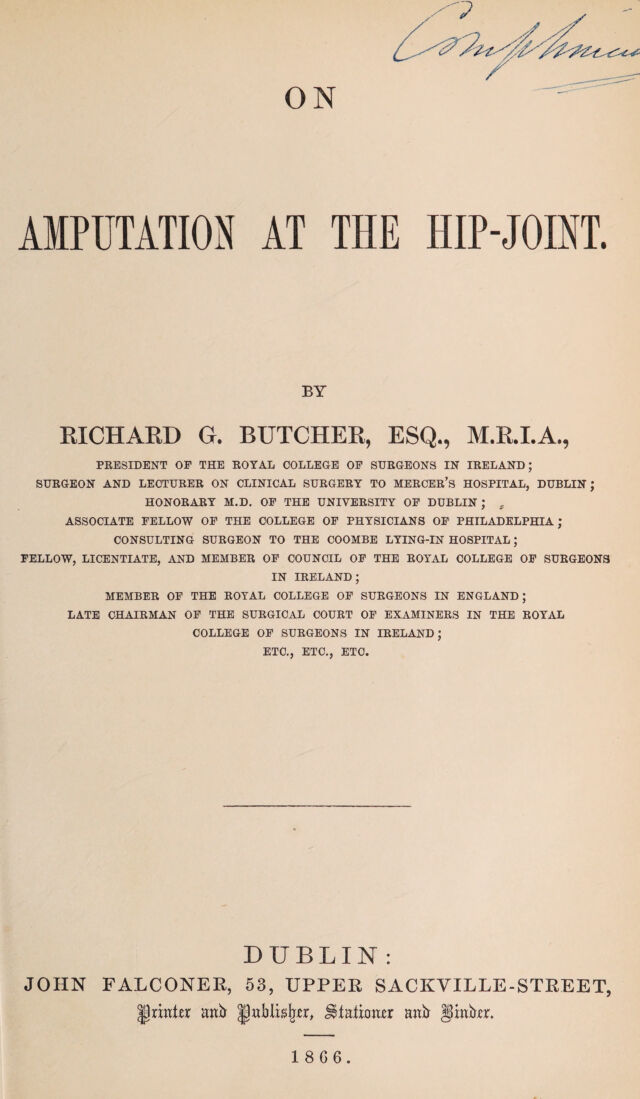 ON
AMPUTATION AT THE HIP-JOINT.
BY
RICHARD G. BUTCHER, ESQ., M.R.I.A.,
PRESIDENT OF THE ROYAL COLLEGE OF SURGEONS IN IRELAND;
SURGEON AND LECTURER ON CLINICAL SURGERY TO MERCER'S HOSPITAL, DUBLIN;
HONORARY M.D. OF THE UNIVERSITY OF DUBLIN;
ASSOCIATE FELLOW OF THE COLLEGE OF PHYSICIANS OF PHILADELPHIA;
CONSULTING SURGEON TO THE COOMBE LYING-IN HOSPITAL;
FELLOW, LICENTIATE, AND MEMBER OF COUNCIL OF THE ROYAL COLLEGE OF SURGEONS
IN IRELAND;
MEMBER OF THE ROYAL COLLEGE OF SURGEONS IN ENGLAND;
LATE CHAIRMAN OF THE SURGICAL COURT OF EXAMINERS IN THE ROYAL
COLLEGE OF SURGEONS IN IRELAND;
ETC., ETC., ETC.
DUBLIN:
JOHN FALCONER, 53, UPPER SACKVILLE-STREET,
Printer and Publisher, Stationer and Binder.
1866.